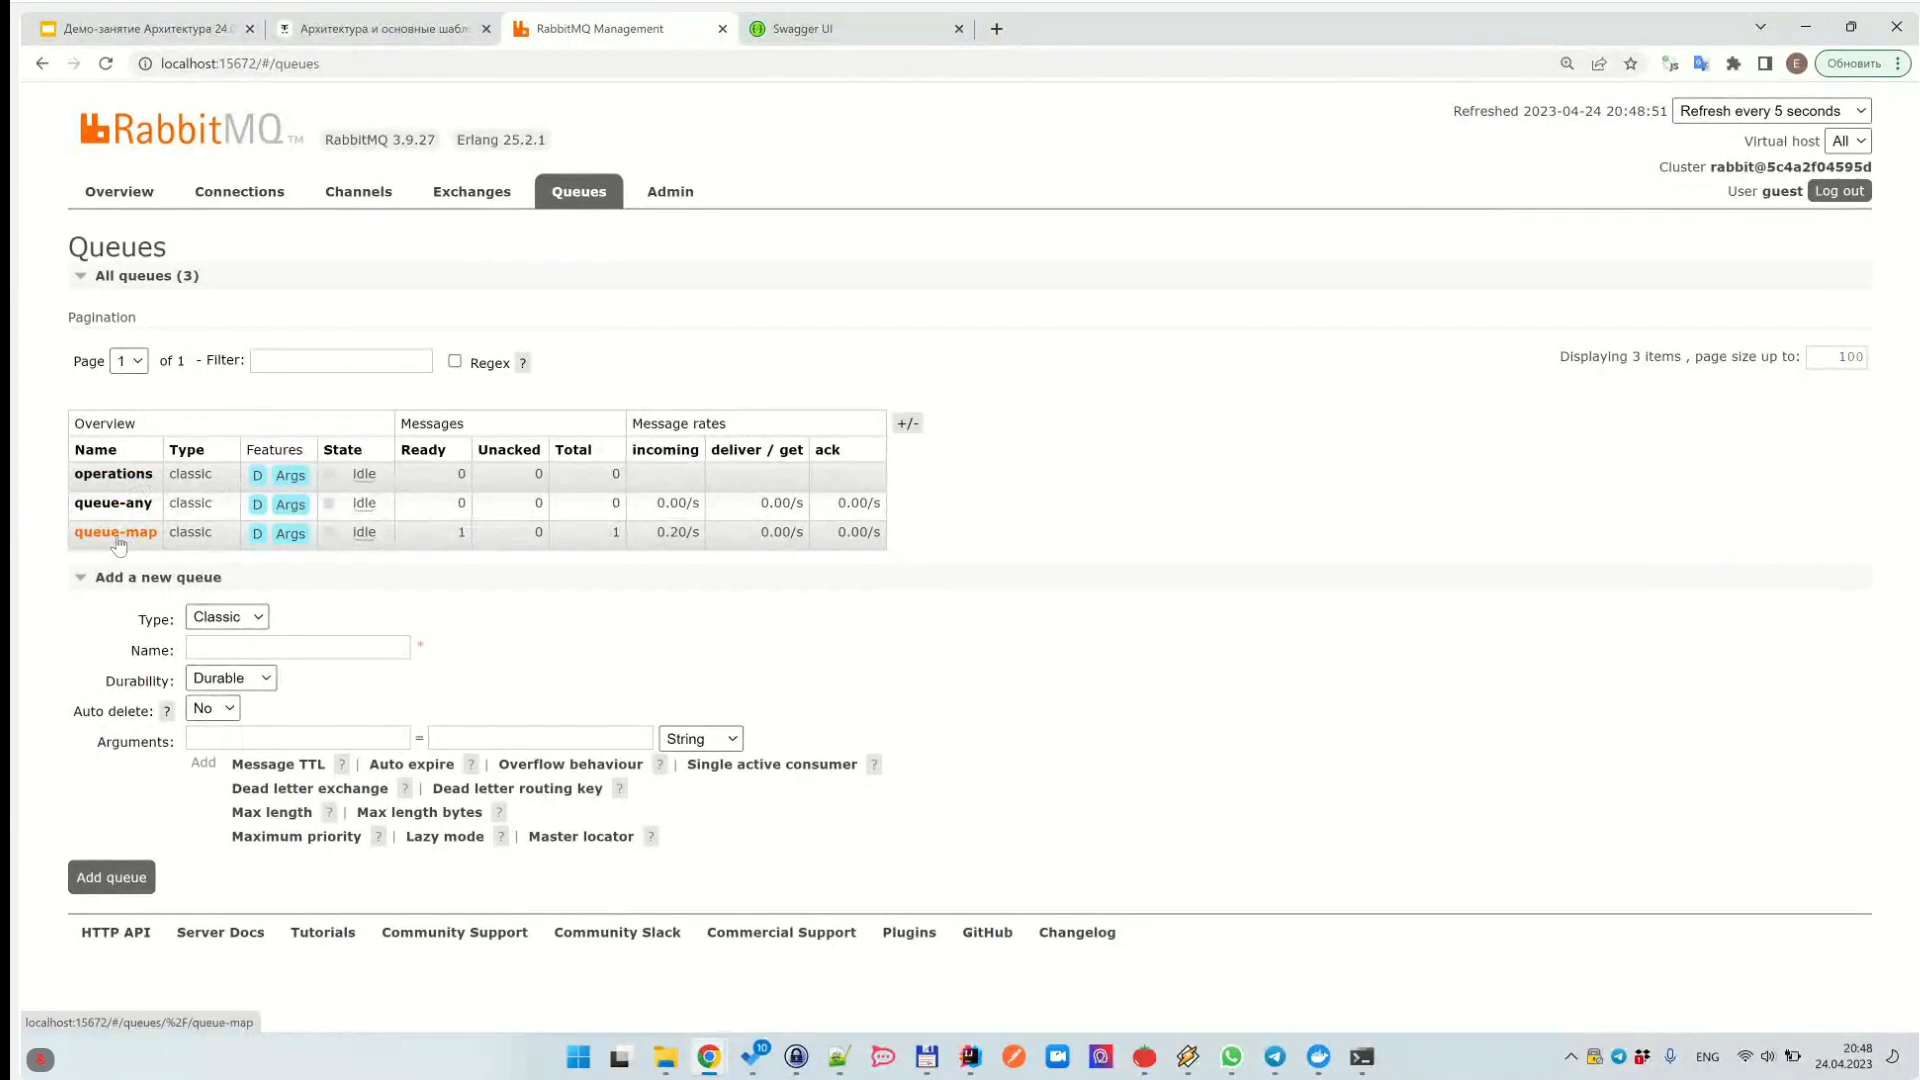 Демо-занятие Архитектура 24.0
Архитектура и основные шабл
RabbitMQ Management
Swagger UI
localhost:15672/#/queues
Обновить
RabbitMQ TM
RabbitMQ 3.9.27
Erlang 25.2.1
Refreshed 2023-04-24 20:48:51
Refresh every 5 seconds
Virtual host All
Cluster rabbit@5c4a2f04595d
User guest Log out
Overview Connections Channels Exchanges Queues Admin
Queues
All queues (3)
Pagination
Page 1 of 1 - Filter: Regex ?
Displaying 3 items , page size up to: 100
Overview Messages Message rates +/-
Name Type Features State Ready Unacked Total incoming deliver / get ack
operations classic D Args idle 0 0 0
queue-any classic D Args idle 0 0 0 0.00/s 0.00/s 0.00/s
queue-map classic D Args idle 1 0 1 0.20/s 0.00/s 0.00/s
Add a new queue
Type: Classic
Name: *
Durability: Durable
Auto delete: ? No
Arguments: = String
Add Message TTL ? | Auto expire ? | Overflow behaviour ? | Single active consumer ?
Dead letter exchange ? | Dead letter routing key ?
Max length ? | Max length bytes ?
Maximum priority ? | Lazy mode ? | Master locator ?
Add queue
HTTP API Server Docs Tutorials Community Support Community Slack Commercial Support Plugins GitHub Changelog
localhost:15672/#/queues/%2F/queue-map
10
ENG
20:48
24.04.2023